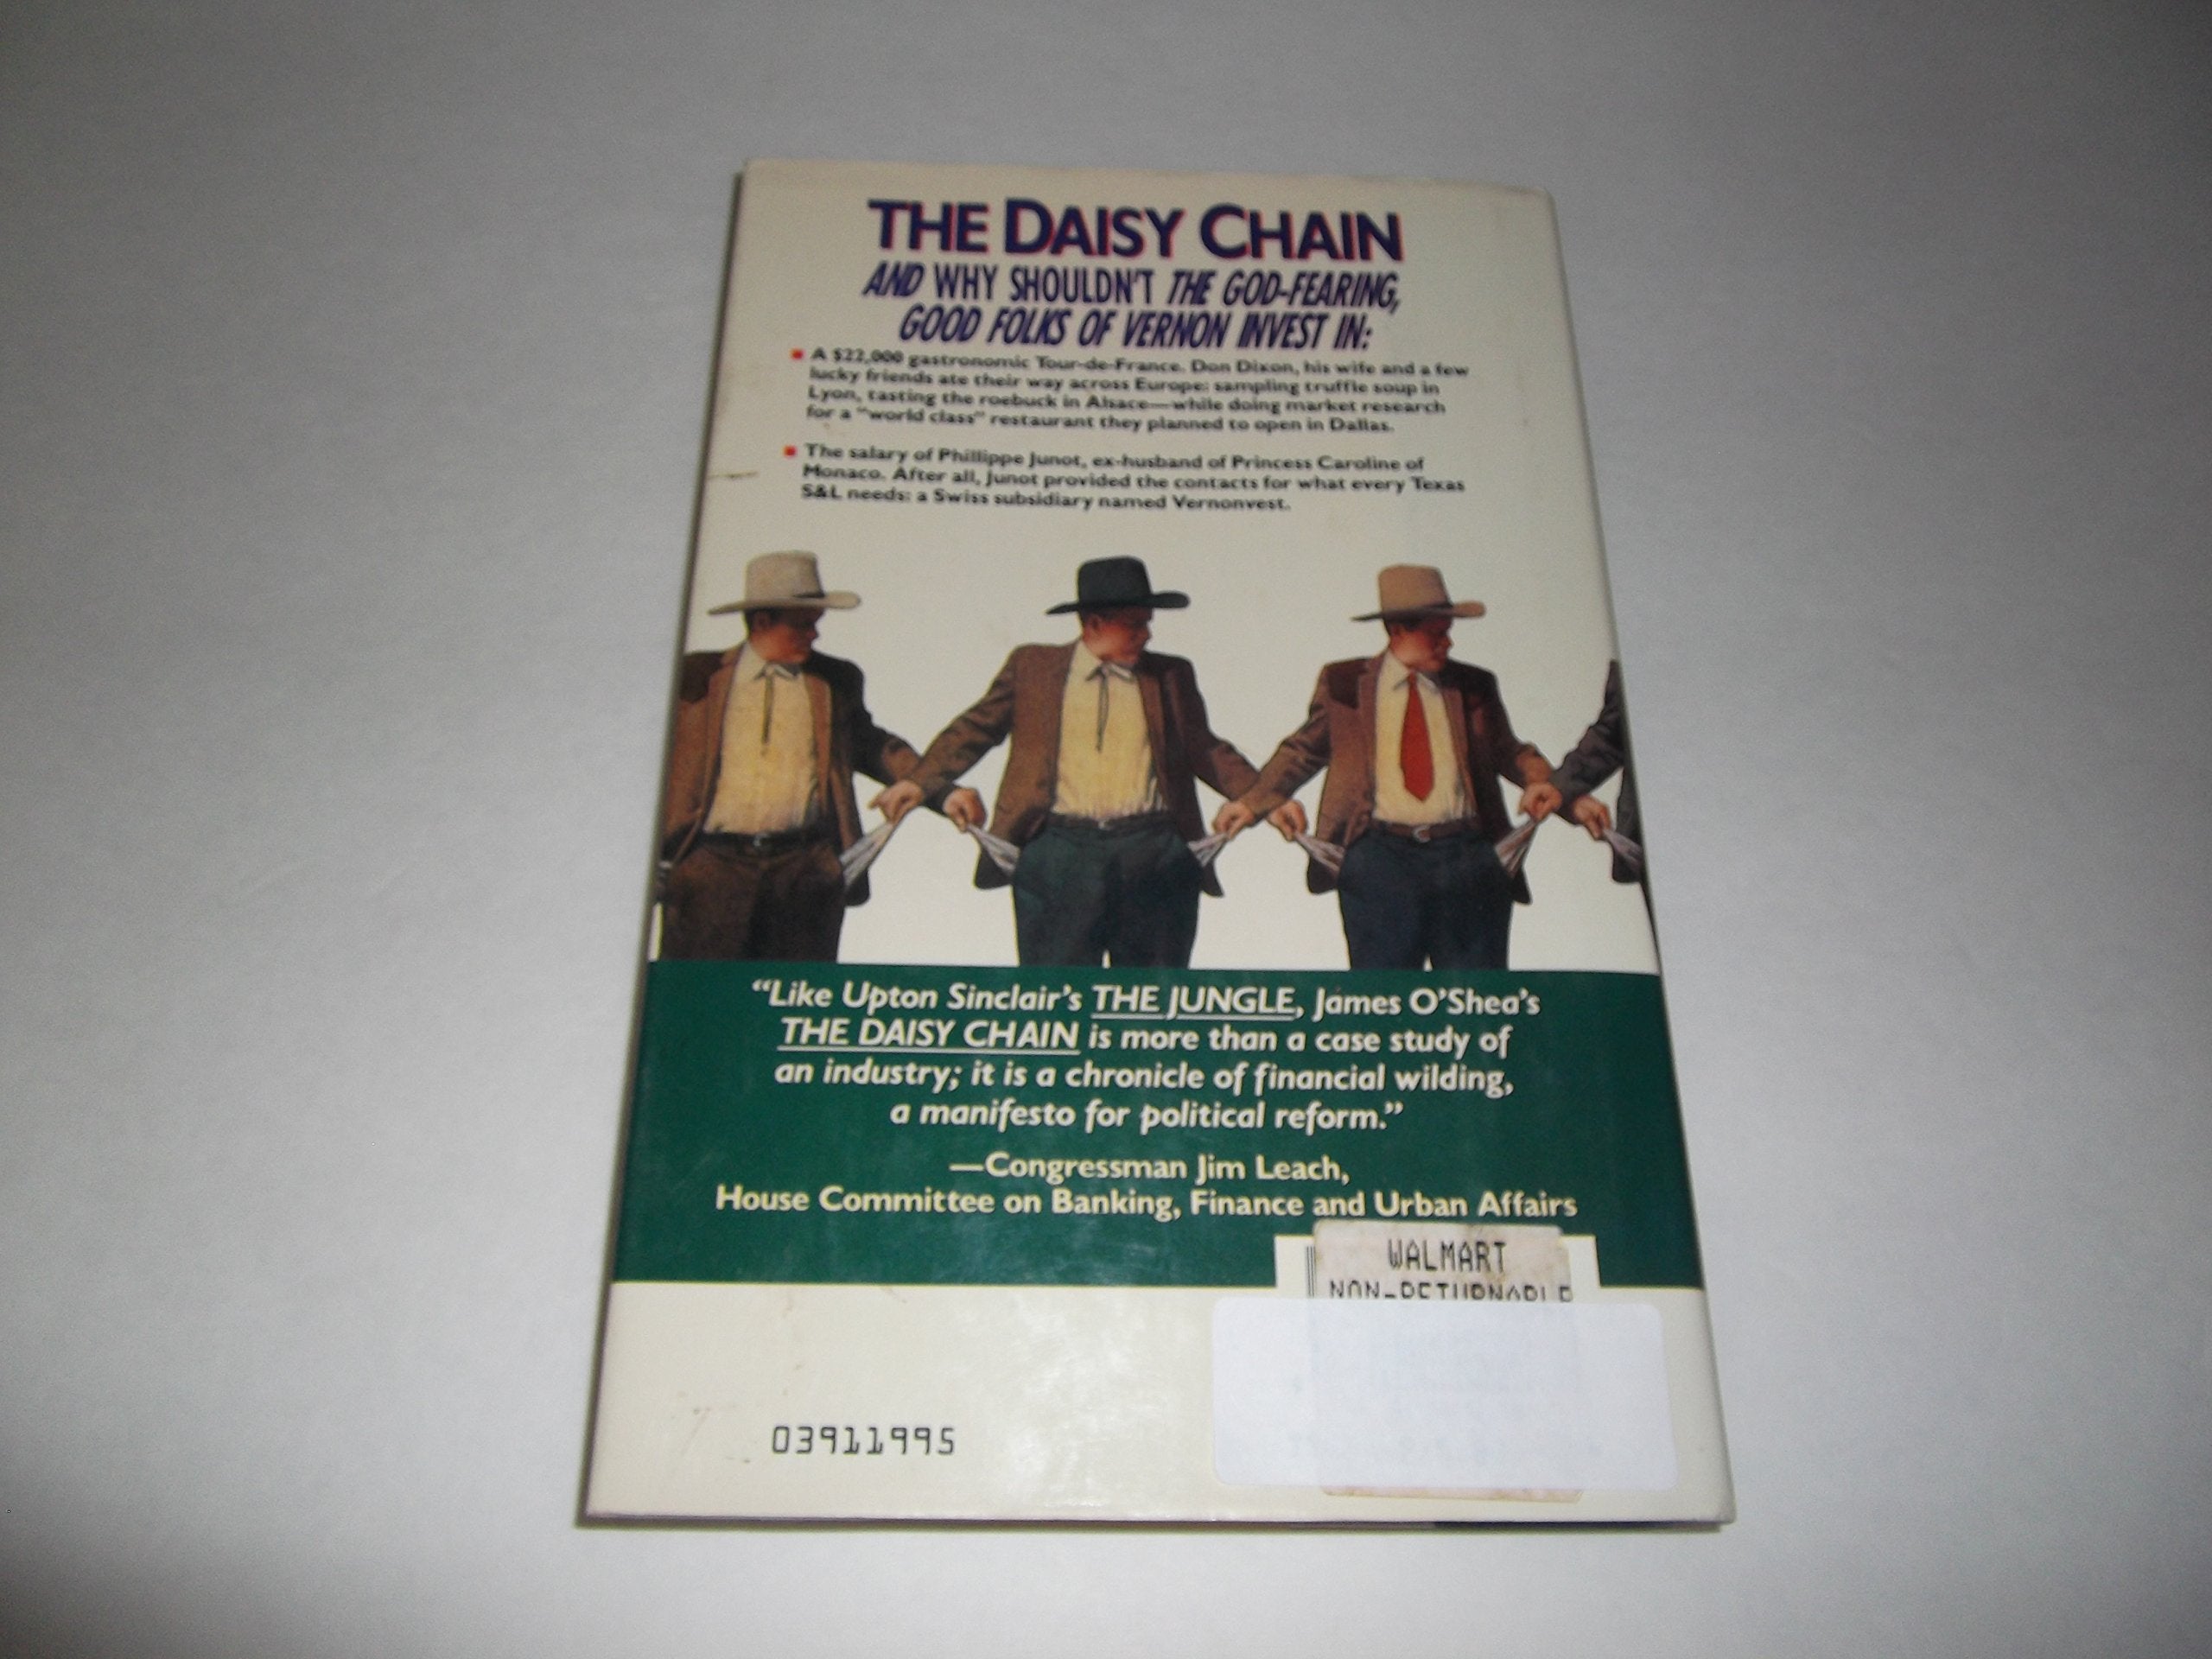 THE DAISY CHAIN
AND WHY SHOULDN'T THE GOD-FEARING,
GOOD FOLKS OF VERNON INVEST IN:
■ A $22,000 gastronomic Tour-de-France. Don Dixon, his wife and a few
lucky friends ate their way across Europe: sampling truffle soup in
Lyon, tasting the roebuck in Alsace—while doing market research
for a "world class" restaurant they planned to open in Dallas.
■ The salary of Phillippe Junot, ex-husband of Princess Caroline of
Monaco. After all, Junot provided the contacts for what every Texas
S&L needs: a Swiss subsidiary named Vernonvest.
"Like Upton Sinclair's THE JUNGLE, James O'Shea's
THE DAISY CHAIN is more than a case study of
an industry; it is a chronicle of financial wilding,
a manifesto for political reform."
—Congressman Jim Leach,
House Committee on Banking, Finance and Urban Affairs
WALMART
NON-RETURNABLE
03911995